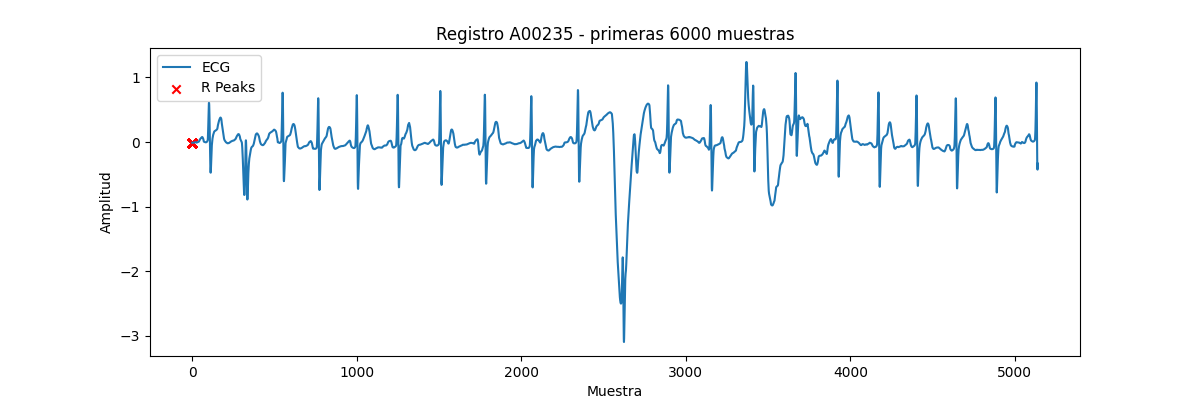 Registro A00235 - primeras 6000 muestras
ECG
R Peaks
1
0
−1
−2
−3
Amplitud
0
1000
2000
3000
4000
5000
Muestra